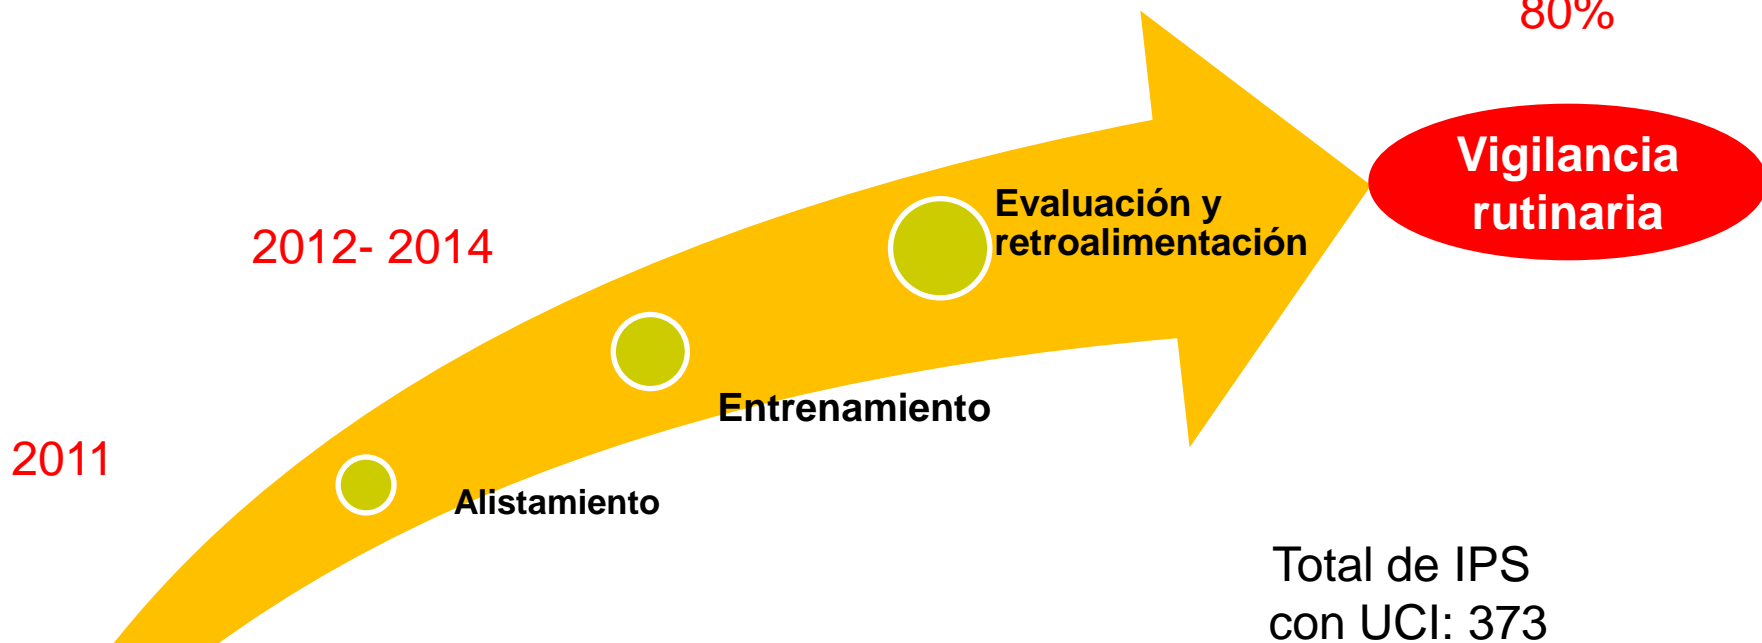 80%
Vigilancia
rutinaria
Evaluación y
retroalimentación
2012- 2014
Entrenamiento
2011
Alistamiento
Total de IPS
con UCI: 373